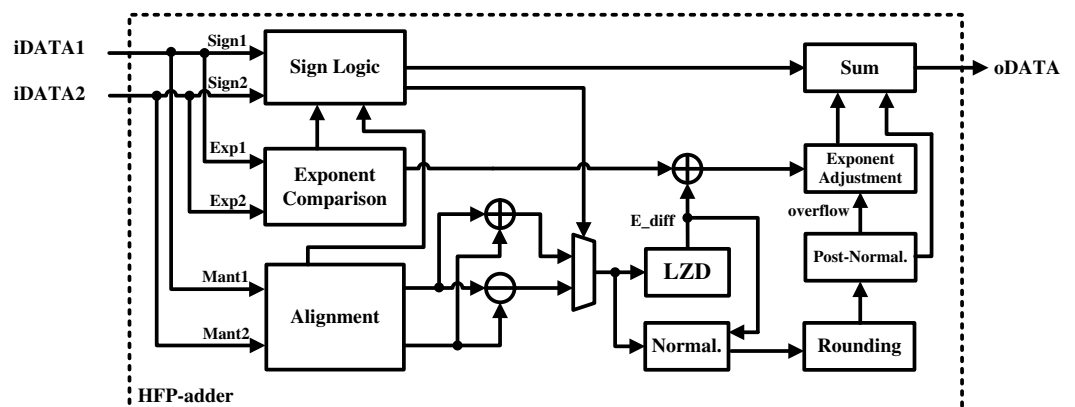 iDATA1
iDATA2
Sign1
Sign2
Sign Logic
Sum
oDATA
Exp1
Exp2
Exponent
Comparison
Exponent
Adjustment
overflow
E_diff
Mant1
Mant2
Alignment
LZD
Post-Normal.
Normal.
Rounding
HFP-adder